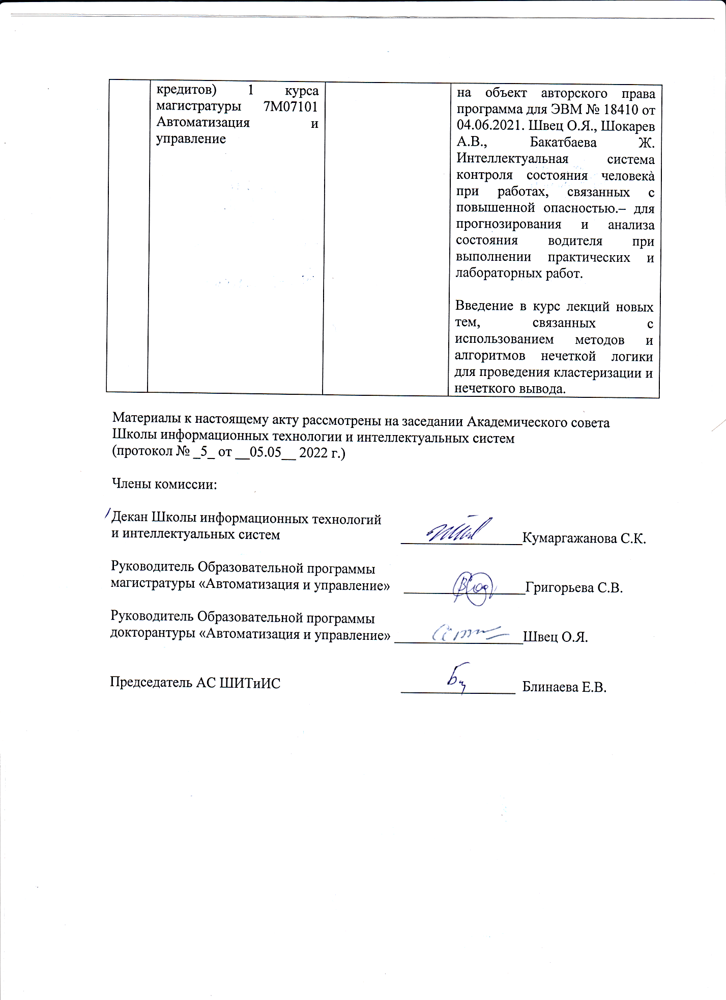 кредитов) 1 курса
магистратуры 7М07101
Автоматизация и
управление
на объект авторского права
программа для ЭВМ № 18410 от
04.06.2021. Швец О.Я., Шокарев
А.В., Бакатбаева Ж.
Интеллектуальная система
контроля состояния человека
при работах, связанных с
повышенной опасностью.– для
прогнозирования и анализа
состояния водителя при
выполнении практических и
лабораторных работ.
Введение в курс лекций новых
тем, связанных с
использованием методов и
алгоритмов нечеткой логики
для проведения кластеризации и
нечеткого вывода.
Материалы к настоящему акту рассмотрены на заседании Академического совета
Школы информационных технологии и интеллектуальных систем
(протокол № _5_ от __05.05__ 2022 г.)
Члены комиссии:
Декан Школы информационных технологий
и интеллектуальных систем _________________Кумаргажанова С.К.
Руководитель Образовательной программы
магистратуры «Автоматизация и управление» _________________Григорьева С.В.
Руководитель Образовательной программы
докторантуры «Автоматизация и управление» __________________Швец О.Я.
Председатель АС ШИТиИС ________________ Блинаева Е.В.